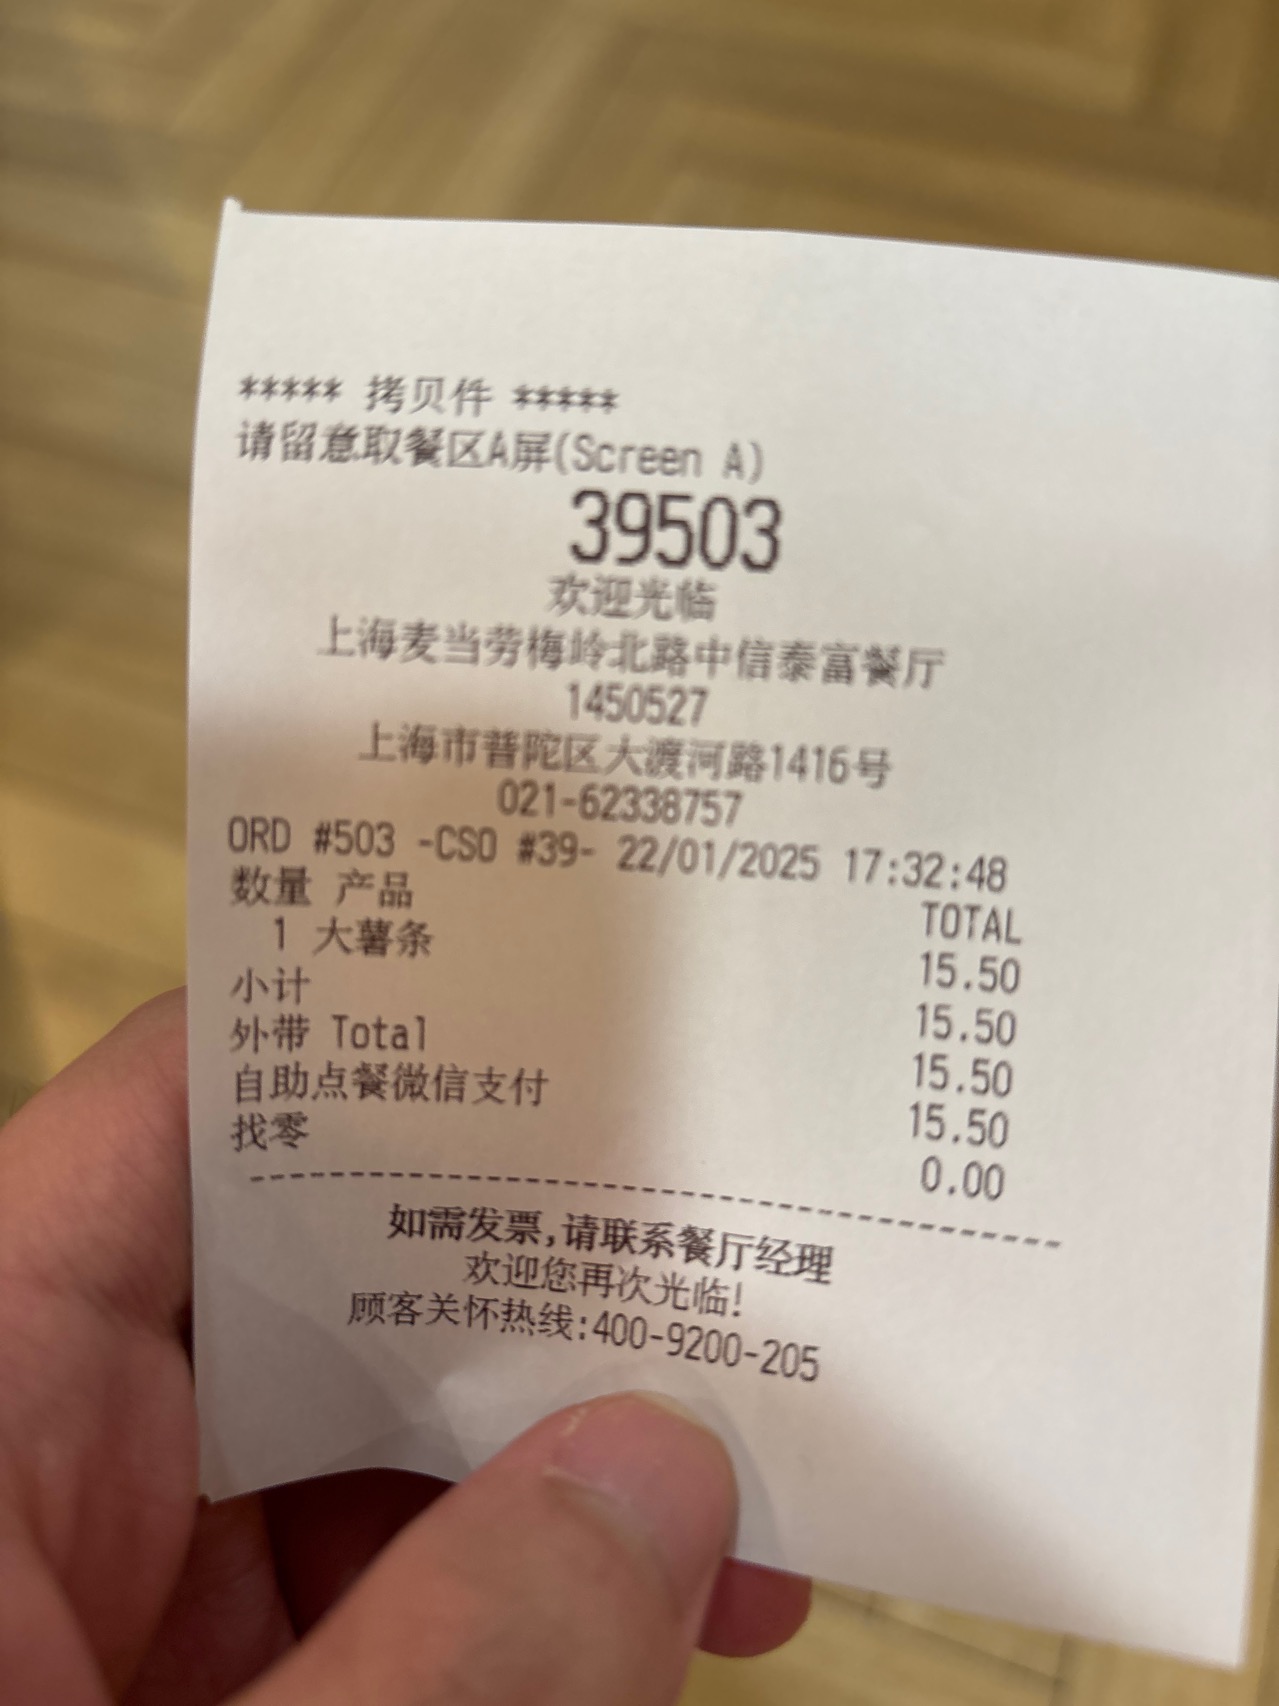 ***** 拷贝件 *****
请留意取餐区A屏(Screen A)
39503
欢迎光临
上海麦当劳梅岭北路中信泰富餐厅
1450527
上海市普陀区大渡河路1416号
021-62338757
ORD #503 -CSO #39- 22/01/2025 17:32:48
数量 产品 TOTAL
1 大薯条 15.50
小计 15.50
外带 Total 15.50
自助点餐微信支付 15.50
找零 0.00
--------------------------------------------------
如需发票,请联系餐厅经理
欢迎您再次光临!
顾客关怀热线:400-9200-205